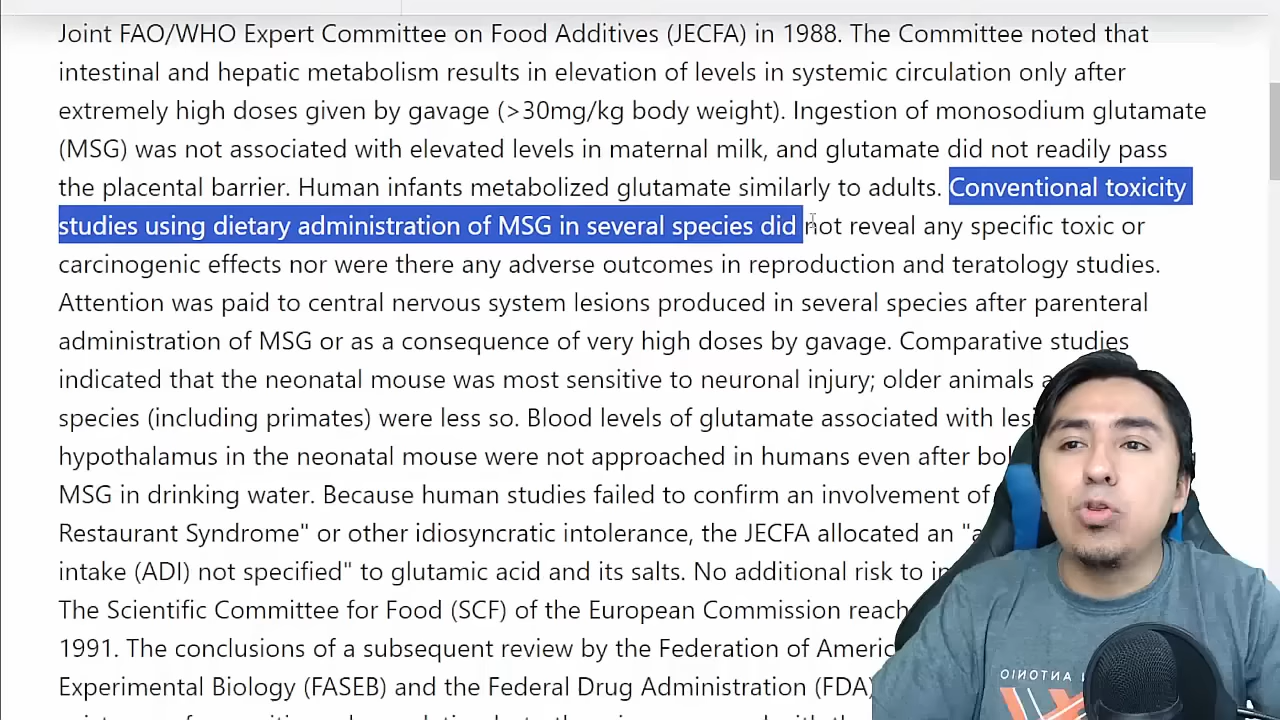 Joint FAO/WHO Expert Committee on Food Additives (JECFA) in 1988. The Committee noted that
intestinal and hepatic metabolism results in elevation of levels in systemic circulation only after
extremely high doses given by gavage (>30mg/kg body weight). Ingestion of monosodium glutamate
(MSG) was not associated with elevated levels in maternal milk, and glutamate did not readily pass
the placental barrier. Human infants metabolized glutamate similarly to adults. Conventional toxicity
studies using dietary administration of MSG in several species did not reveal any specific toxic or
carcinogenic effects nor were there any adverse outcomes in reproduction and teratology studies.
Attention was paid to central nervous system lesions produced in several species after parenteral
administration of MSG or as a consequence of very high doses by gavage. Comparative studies
indicated that the neonatal mouse was most sensitive to neuronal injury; older animals
species (including primates) were less so. Blood levels of glutamate associated with
hypothalamus in the neonatal mouse were not approached in humans even after
MSG in drinking water. Because human studies failed to confirm an involvement of
Restaurant Syndrome" or other idiosyncratic intolerance, the JECFA allocated an
intake (ADI) not specified" to glutamic acid and its salts. No additional risk to
The Scientific Committee for Food (SCF) of the European Commission
1991. The conclusions of a subsequent review by the Federation of
Experimental Biology (FASEB) and the Federal Drug Administration (FDA)
ANTONIO